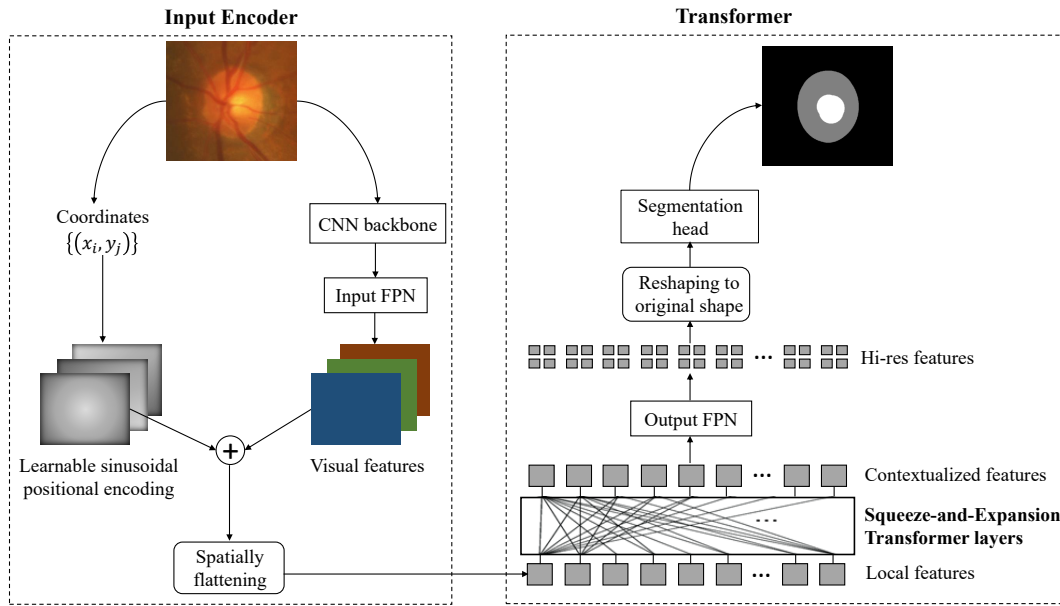 Input Encoder
Transformer
Coordinates
{(x_i, y_j)}
CNN backbone
Input FPN
Learnable sinusoidal
positional encoding
+
Visual features
Spatially
flattening
Segmentation
head
Reshaping to
original shape
...
Hi-res features
Output FPN
...
Contextualized features
...
Squeeze-and-Expansion
Transformer layers
...
Local features